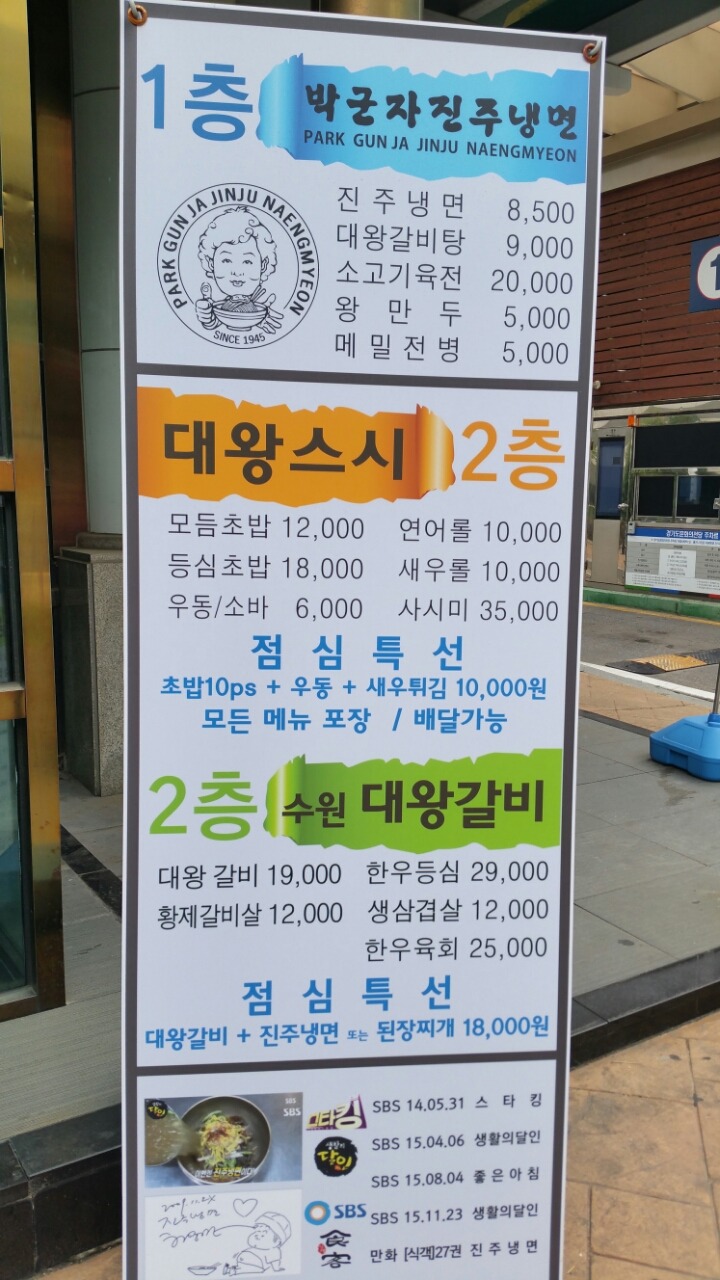 1층 박군자진주냉면
PARK GUN JA JINJU NAENGMYEON
PARK GUN JA JINJU NAENGMYEON
SINCE 1945
진주냉면 8,500
대왕갈비탕 9,000
소고기육전 20,000
왕만두 5,000
메밀전병 5,000
대왕스시 2층
모듬초밥 12,000 연어롤 10,000
등심초밥 18,000 새우롤 10,000
우동/소바 6,000 사시미 35,000
점심특선
초밥10ps + 우동 + 새우튀김 10,000원
모든 메뉴 포장 / 배달가능
2층 수원 대왕갈비
대왕 갈비 19,000 한우등심 29,000
황제갈비살 12,000 생삼겹살 12,000
한우육회 25,000
점심특선
대왕갈비 + 진주냉면 또는 된장찌개 18,000원
SBS
SBS 14.05.31 스타킹
달인
SBS 15.04.06 생활의달인
SBS 15.08.04 좋은아침
SBS
SBS 15.11.23 생활의달인
食客
만화 [식객]27권 진주냉면
진주냉면